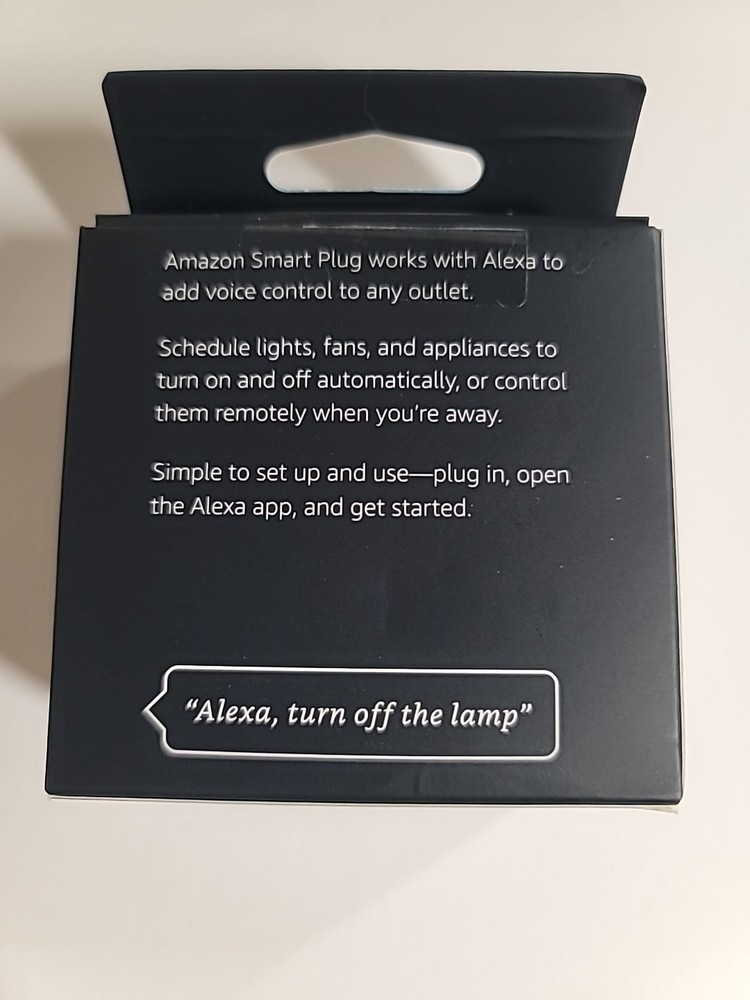 Amazon Smart Plug works with Alexa to
add voice control to any outlet.
Schedule lights, fans, and appliances to
turn on and off automatically, or control
them remotely when you're away.
Simple to set up and use—plug in, open
the Alexa app, and get started.
“Alexa, turn off the lamp”